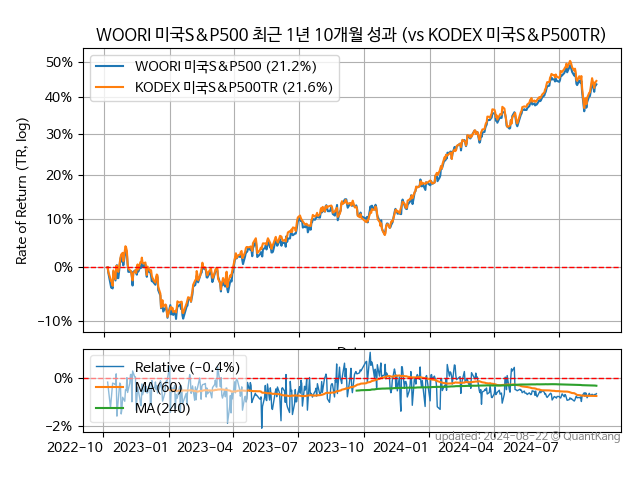 WOORI 미국S&P500 최근 1년 10개월 성과 (vs KODEX 미국S&P500TR)
WOORI 미국S&P500 (21.2%)
KODEX 미국S&P500TR (21.6%)
Rate of Return (TR, log)
50%
40%
30%
20%
10%
0%
−10%
Relative (−0.4%)
MA(60)
MA(240)
0%
−2%
2022−10 2023−01 2023−04 2023−07 2023−10 2024−01 2024−04 2024−07
updated: 2024−08−22 © QuantKang